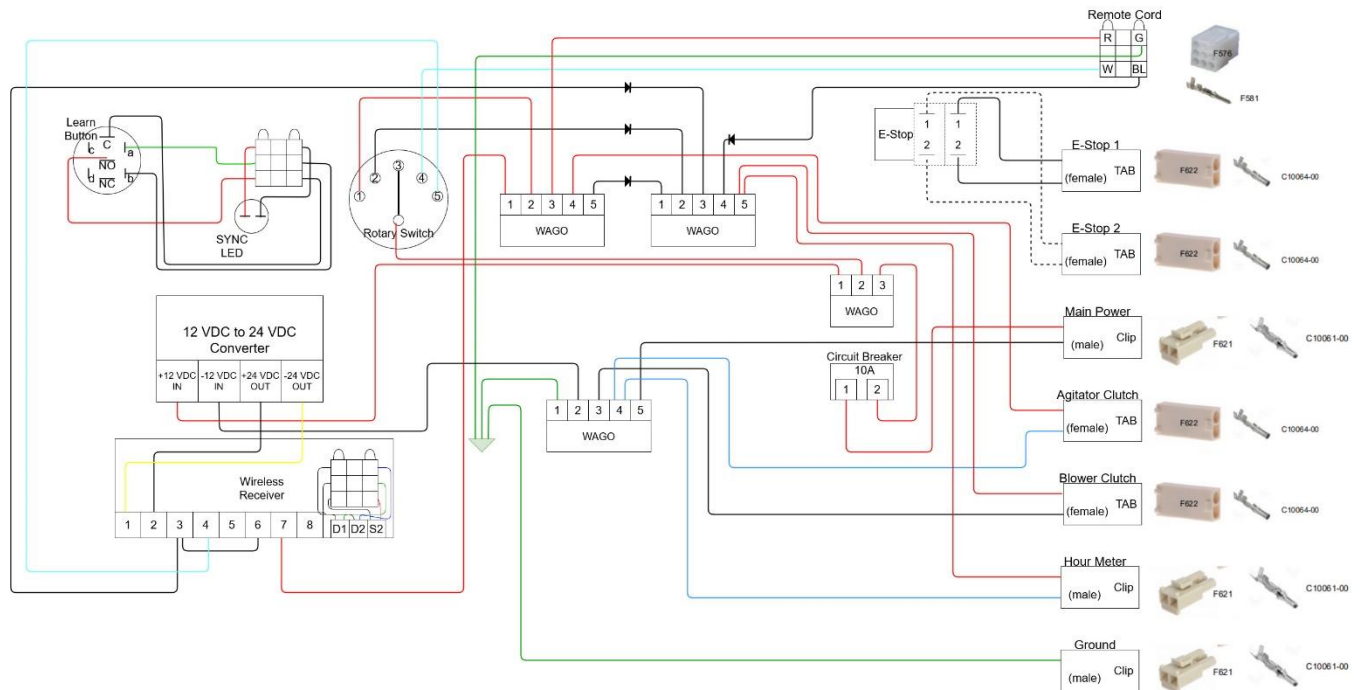 Remote Cord
R G
W BL
F576
F581
Learn
Button
C
c a
NO
d b
NC
SYNC
LED
1 2 3 4 5
Rotary Switch
1 2 3 4 5
WAGO
1 2 3 4 5
WAGO
E-Stop
1 1
2 2
E-Stop 1
(female) TAB
F622
C10064-00
E-Stop 2
(female) TAB
F622
C10064-00
1 2 3
WAGO
12 VDC to 24 VDC
Converter
+12 VDC IN
-12 VDC IN
+24 VDC OUT
-24 VDC OUT
Main Power
(male) Clip
F621
C10061-00
Circuit Breaker
10A
1 2
1 2 3 4 5
WAGO
Agitator Clutch
(female) TAB
F622
C10064-00
Wireless
Receiver
1 2 3 4 5 6 7 8 D1 D2 S2
Blower Clutch
(female) TAB
F622
C10064-00
Hour Meter
(male) Clip
F621
C10061-00
Ground
(male) Clip
F621
C10061-00